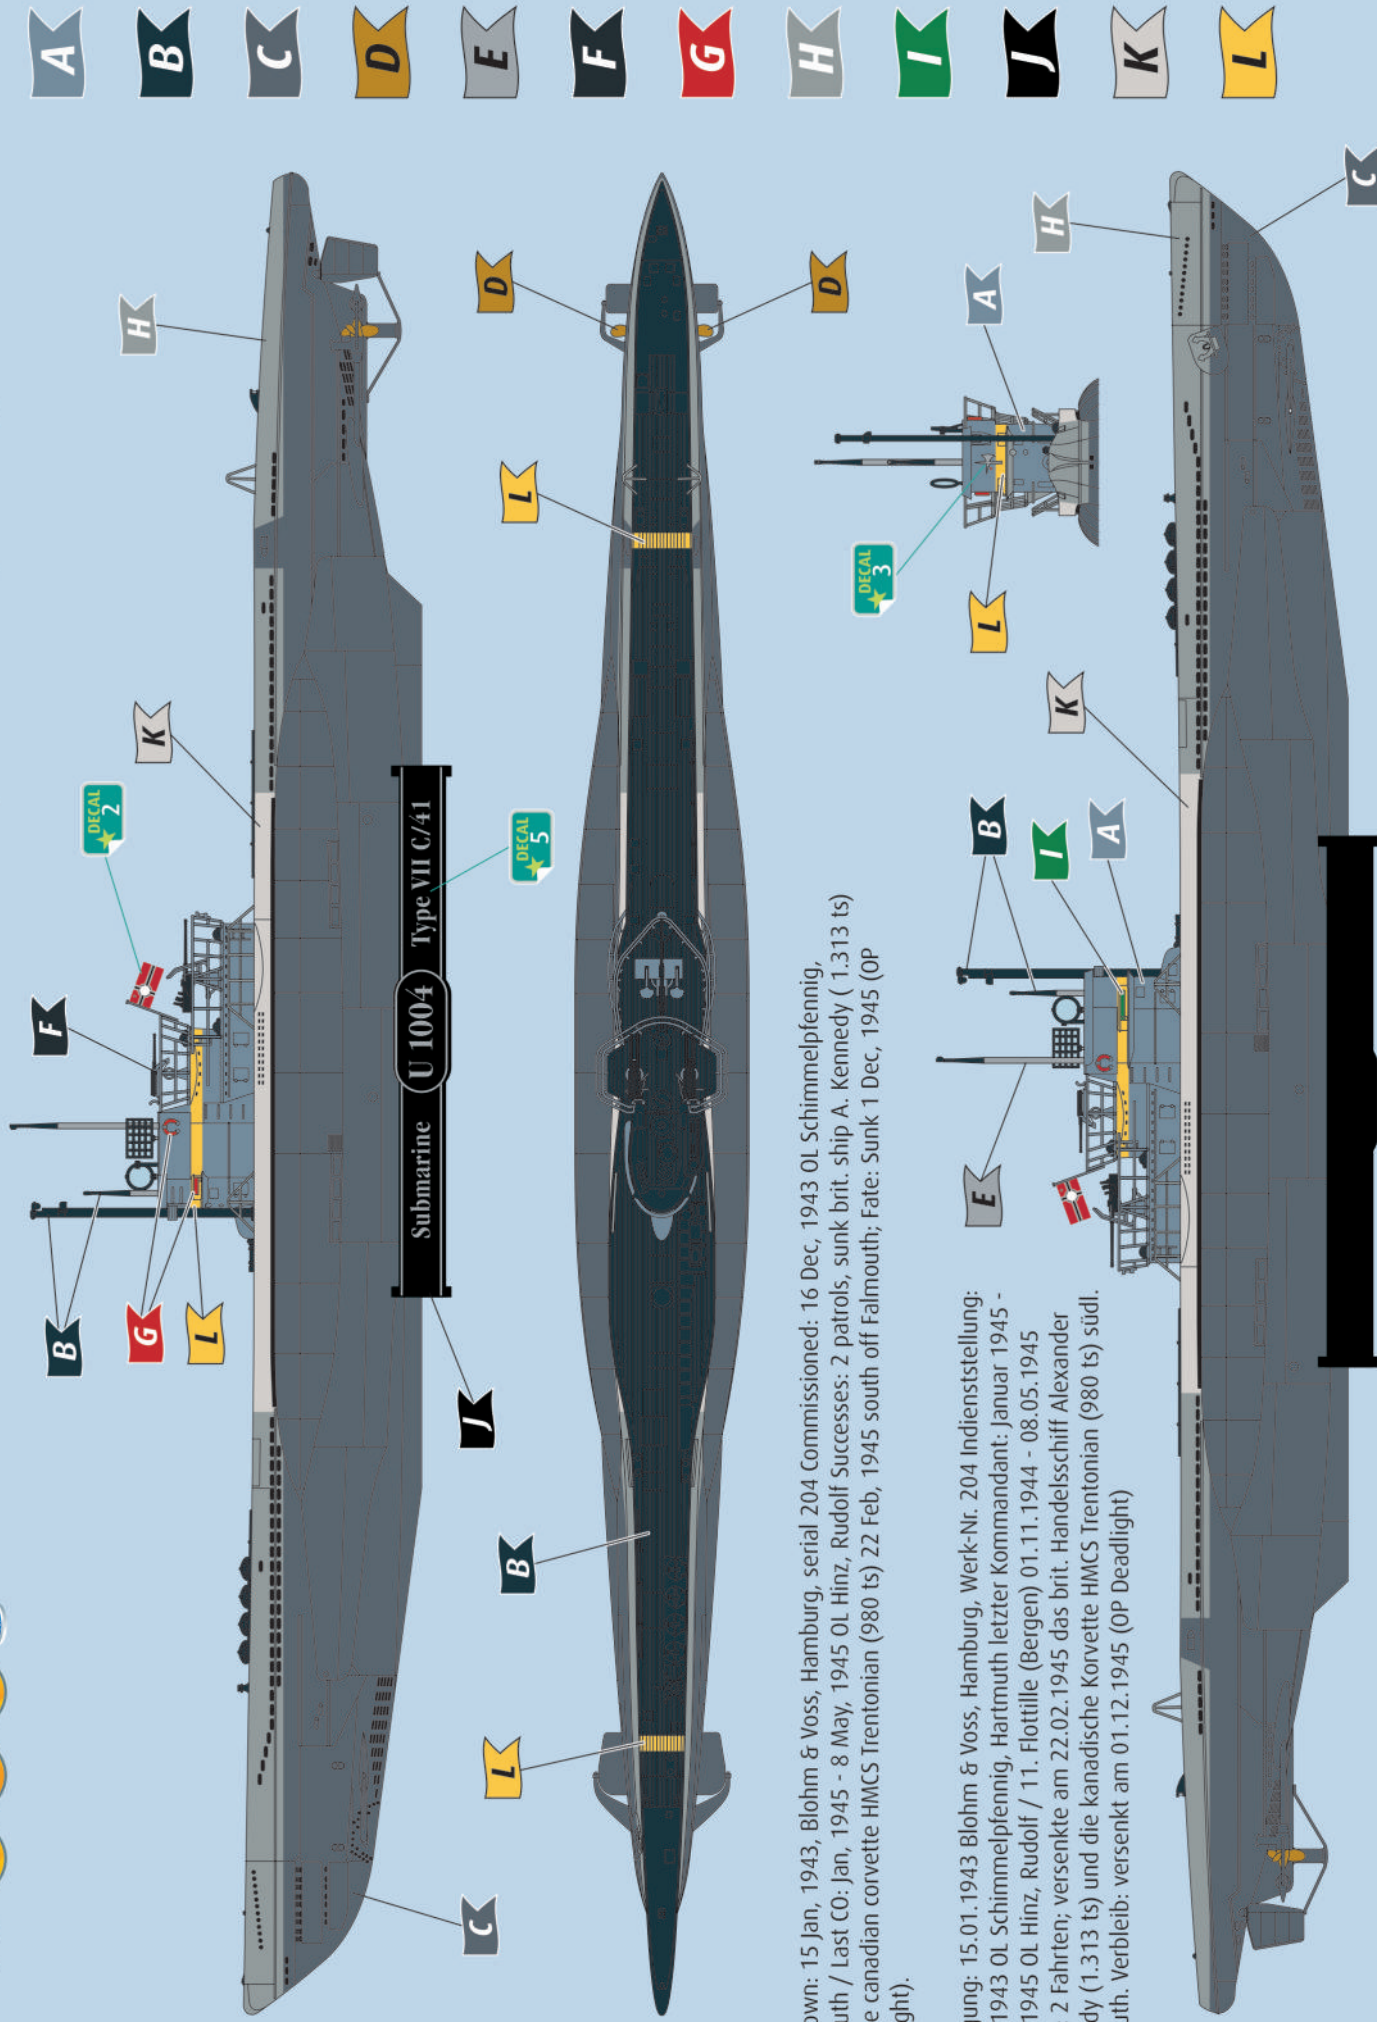 A
B
C
D
E
F
G
H
I
J
K
L
B
G
L
F
DECAL 2
K
H
C
J
Submarine U 1004 Type VII C/41
DECAL 5
L
B
L
D
D
own: 15 Jan, 1943, Blohm & Voss, Hamburg, serial 204 Commissioned: 16 Dec, 1943 OL Schimmelpfennig,
uth / Last CO: Jan, 1945 - 8 May, 1945 OL Hinz, Rudolf Successes: 2 patrols, sunk brit. ship A. Kennedy ( 1.313 ts)
e canadian corvette HMCS Trentonian (980 ts) 22 Feb, 1945 south off Falmouth; Fate: Sunk 1 Dec, 1945 (OP
ght).
DECAL 3
L
A
H
gung: 15.01.1943 Blohm & Voss, Hamburg, Werk-Nr. 204 Indienststellung:
1943 OL Schimmelpfennig, Hartmuth letzter Kommandant: Januar 1945 -
1945 OL Hinz, Rudolf / 11. Flottille (Bergen) 01.11.1944 - 08.05.1945
2 Fahrten; versenkte am 22.02.1945 das brit. Handelsschiff Alexander
dy (1.313 ts) und die kanadische Korvette HMCS Trentonian (980 ts) südl.
uth. Verbleib: versenkt am 01.12.1945 (OP Deadlight)
E
B
I
A
K
C